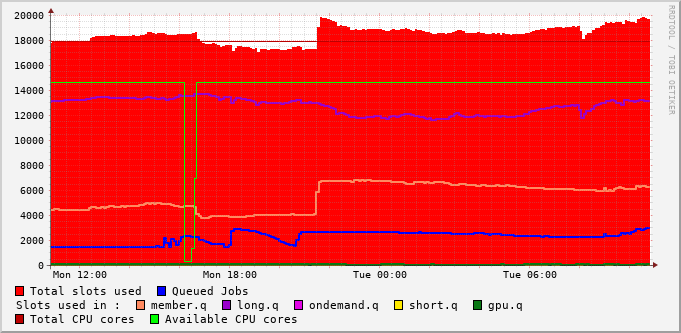 20000
18000
16000
14000
12000
10000
8000
6000
4000
2000
0
Mon 12:00 Mon 18:00 Tue 00:00 Tue 06:00
RRDTOOL / TOBI OETIKER
Total slots used Queued Jobs
Slots used in : member.q long.q ondemand.q short.q gpu.q
Total CPU cores Available CPU cores